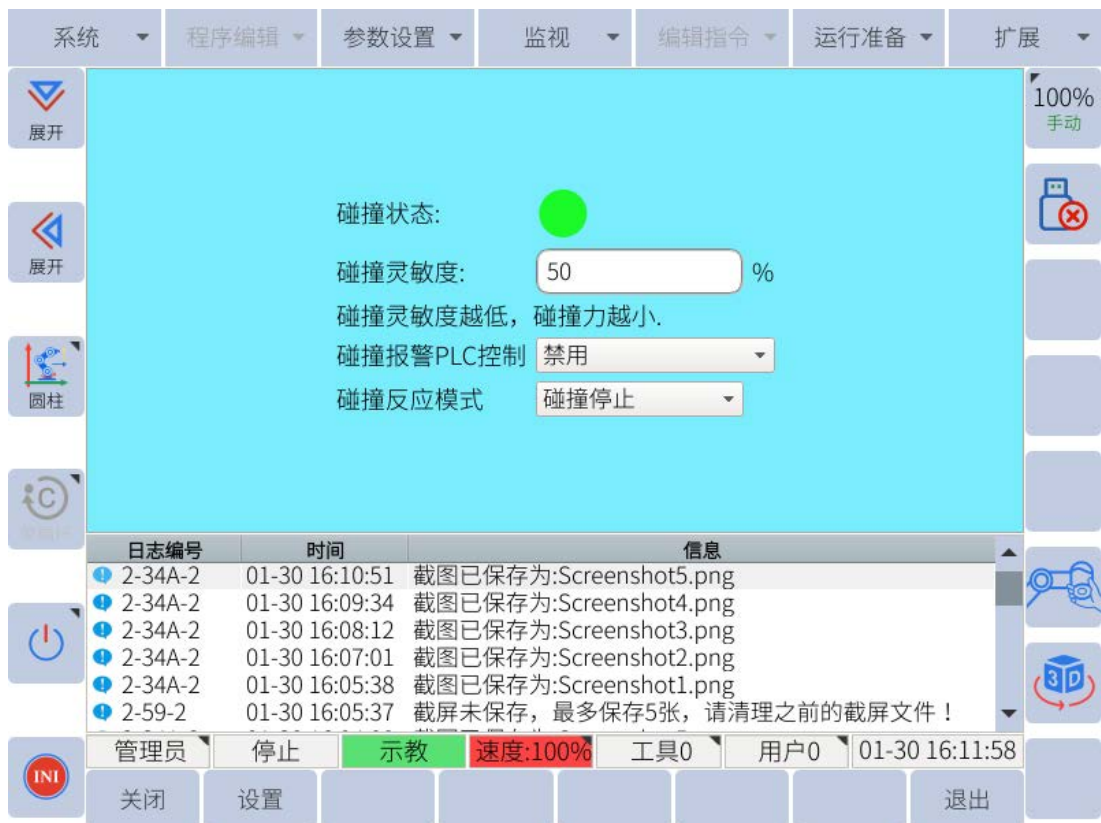 系统 程序编辑 参数设置 监视 编辑指令 运行准备 扩展
展开
100%
手动
碰撞状态:
展开
碰撞灵敏度: 50 %
碰撞灵敏度越低，碰撞力越小.
碰撞报警PLC控制 禁用
圆柱
碰撞反应模式 碰撞停止
日志编号 时间 信息
2-34A-2 01-30 16:10:51 截图已保存为:Screenshot5.png
2-34A-2 01-30 16:09:34 截图已保存为:Screenshot4.png
2-34A-2 01-30 16:08:12 截图已保存为:Screenshot3.png
2-34A-2 01-30 16:07:01 截图已保存为:Screenshot2.png
2-34A-2 01-30 16:05:38 截图已保存为:Screenshot1.png
2-59-2 01-30 16:05:37 截屏未保存，最多保存5张，请清理之前的截屏文件！
3D
管理员 停止 示教 速度:100% 工具0 用户0 01-30 16:11:58
INI
关闭 设置 退出